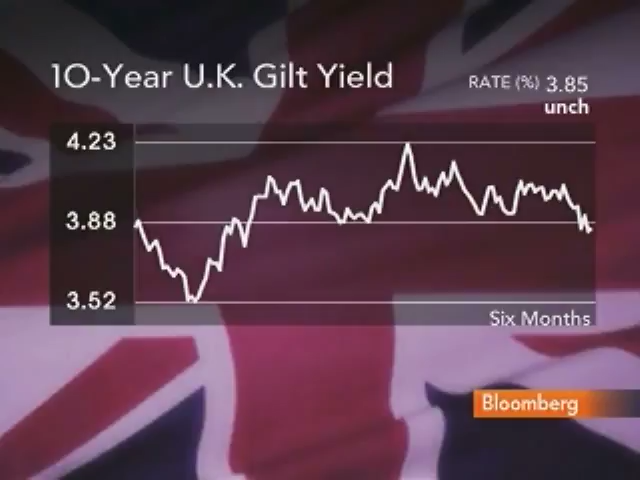 10-Year U.K. Gilt Yield
RATE (%) 3.85
unch
4.23
3.88
3.52
Six Months
Bloomberg